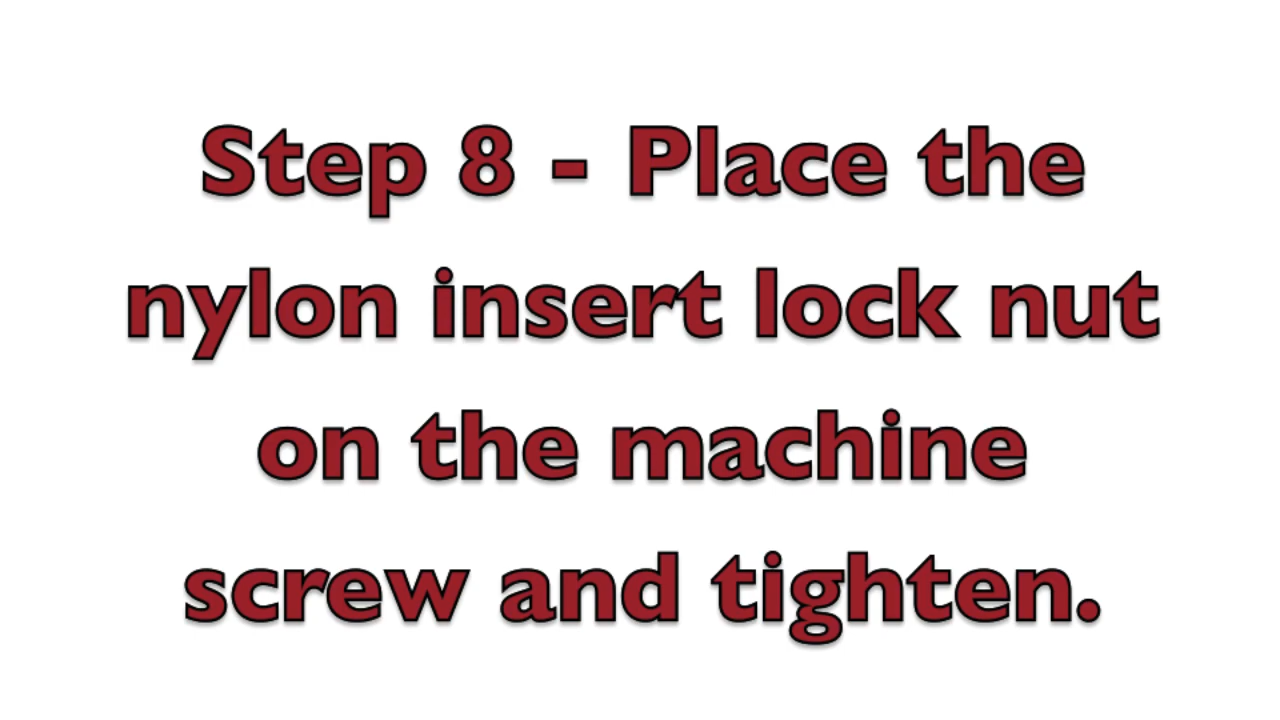 Step 8 - Place the
nylon insert lock nut
on the machine
screw and tighten.